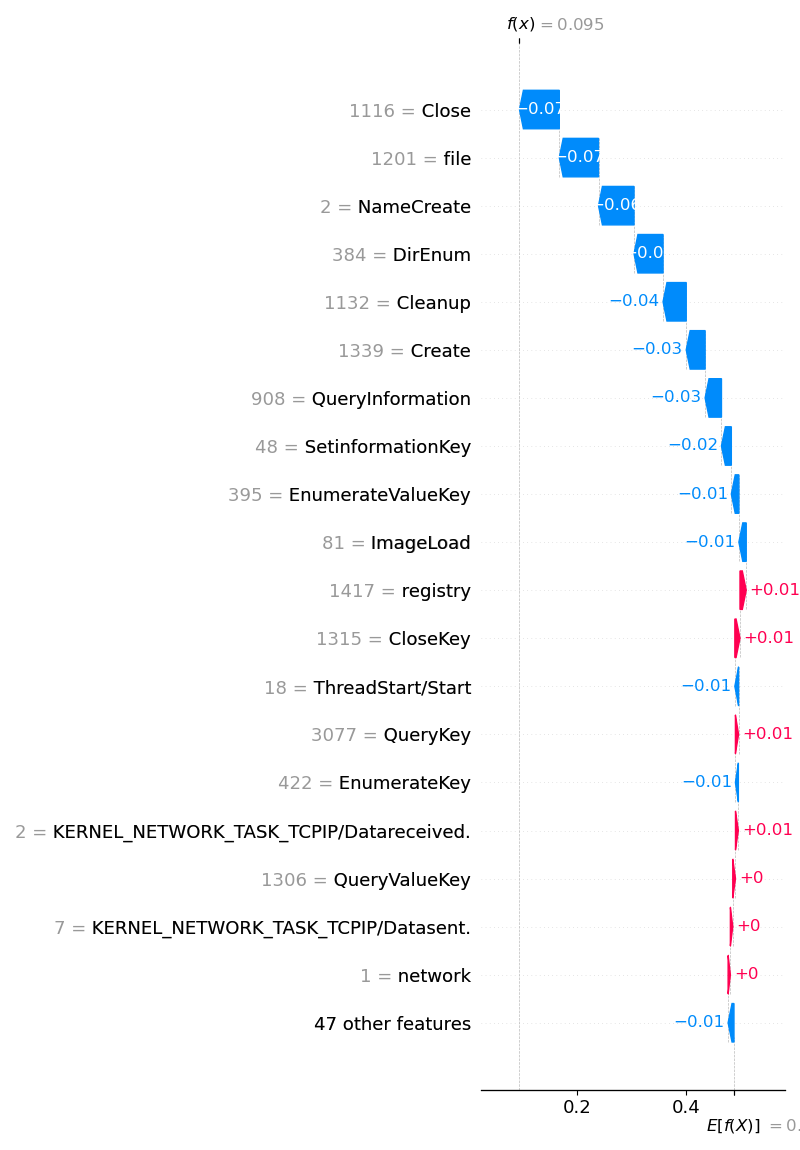 f(x) = 0.095
1116 = Close −0.07
1201 = file −0.07
2 = NameCreate −0.06
384 = DirEnum
1132 = Cleanup −0.04
1339 = Create −0.03
908 = QueryInformation −0.03
48 = SetinformationKey −0.02
395 = EnumerateValueKey −0.01
81 = ImageLoad −0.01
1417 = registry +0.01
1315 = CloseKey +0.01
18 = ThreadStart/Start −0.01
3077 = QueryKey +0.01
422 = EnumerateKey −0.01
2 = KERNEL_NETWORK_TASK_TCPIP/Datareceived. +0.01
1306 = QueryValueKey +0
7 = KERNEL_NETWORK_TASK_TCPIP/Datasent. +0
1 = network +0
47 other features −0.01
0.2 0.4
E[f(X)] = 0.